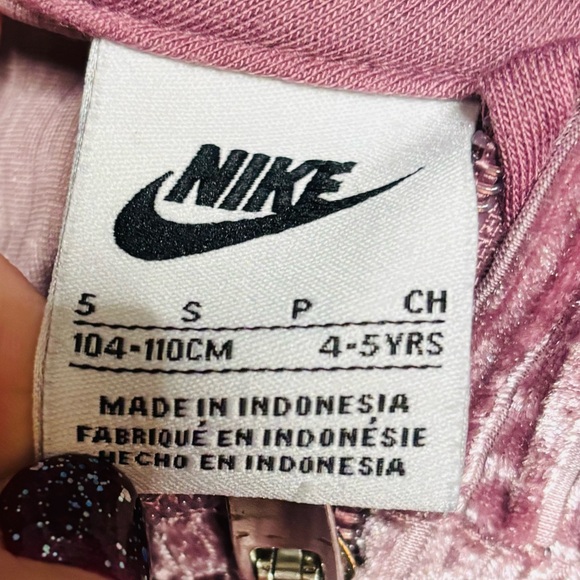 NIKE
5 S P CH
104-110CM 4-5YRS
MADE IN INDONESIA
FABRIQUÉ EN INDONÉSIE
HECHO EN INDONESIA